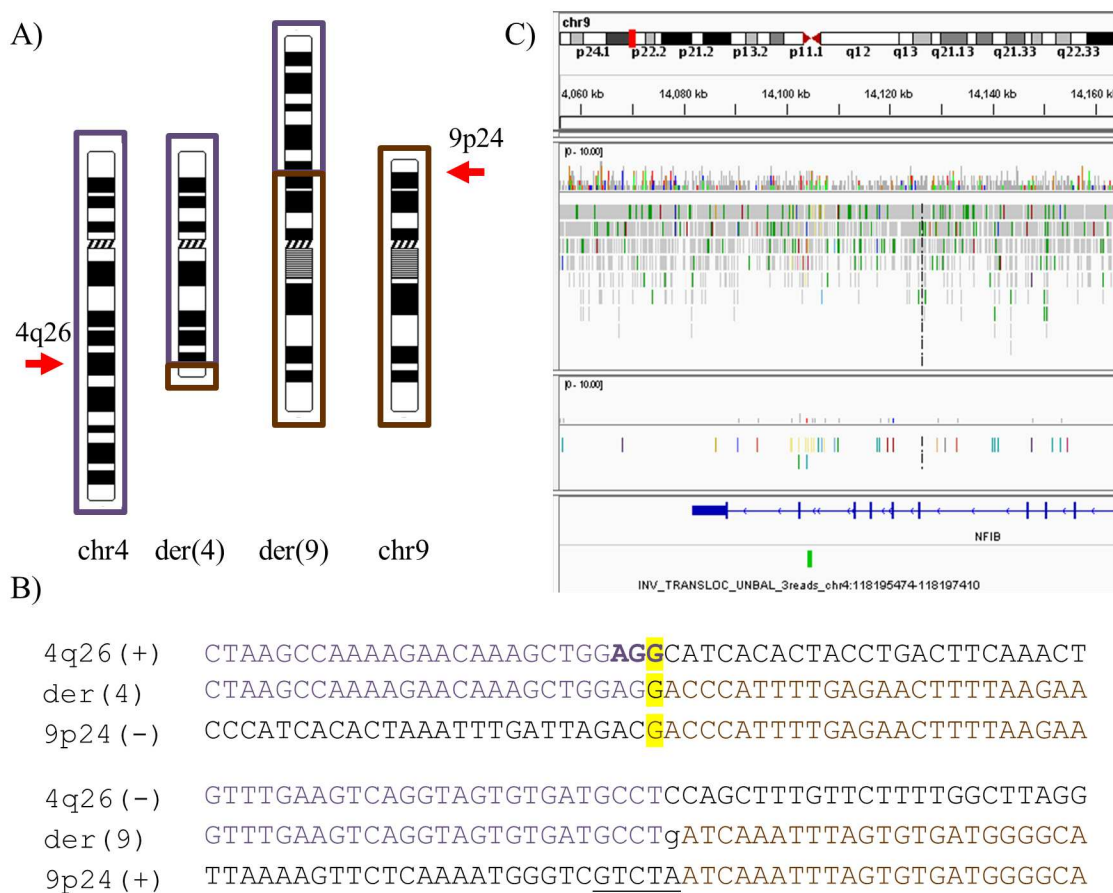 A)
9p24
4q26
chr4 der(4) der(9) chr9
C)
chr9
p24.1 p22.2 p21.2 p13.2 p11.1 q12 q13 q21.13 q21.33 q22.33
4,060 kb 14,080 kb 14,100 kb 14,120 kb 14,140 kb 14,160 kb
[0 - 10.00]
[0 - 10.00]
NFIB
INV_TRANSLOC_UNBAL_3reads_chr4:118195474-118197410
B)
4q26(+) CTAAGCCAAAAGAACAAAGCTGGAGGCATCACACTACCTGACTTCAAACT
der(4) CTAAGCCAAAAGAACAAAGCTGGAGGACCCATTTTGAGAACTTTTAAGAA
9p24(-) CCCATCACACTAAATTTGATTAGACGACCCATTTTGAGAACTTTTAAGAA
4q26(-) GTTTGAAGTCAGGTAGTGTGATGCCTCCAGCTTTGTTCTTTTGGCTTAGG
der(9) GTTTGAAGTCAGGTAGTGTGATGCCTgATCAAATTTAGTGTGATGGGGCA
9p24(+) TTAAAAGTTCTCAAAATGGGTCGTCTAATCAAATTTAGTGTGATGGGGCA